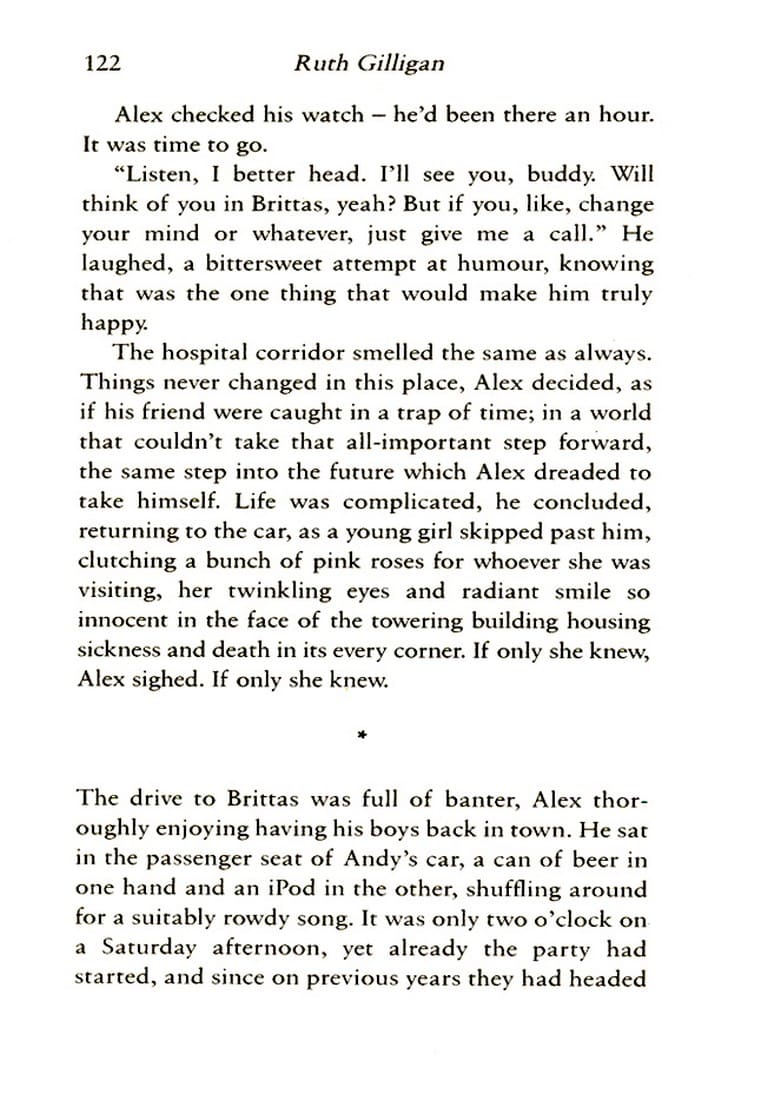 122 Ruth Gilligan
Alex checked his watch – he’d been there an hour.
It was time to go.
“Listen, I better head. I’ll see you, buddy. Will
think of you in Brittas, yeah? But if you, like, change
your mind or whatever, just give me a call.” He
laughed, a bittersweet attempt at humour, knowing
that was the one thing that would make him truly
happy.
The hospital corridor smelled the same as always.
Things never changed in this place, Alex decided, as
if his friend were caught in a trap of time; in a world
that couldn’t take that all-important step forward,
the same step into the future which Alex dreaded to
take himself. Life was complicated, he concluded,
returning to the car, as a young girl skipped past him,
clutching a bunch of pink roses for whoever she was
visiting, her twinkling eyes and radiant smile so
innocent in the face of the towering building housing
sickness and death in its every corner. If only she knew,
Alex sighed. If only she knew.
*
The drive to Brittas was full of banter, Alex thor-
oughly enjoying having his boys back in town. He sat
in the passenger seat of Andy’s car, a can of beer in
one hand and an iPod in the other, shuffling around
for a suitably rowdy song. It was only two o’clock on
a Saturday afternoon, yet already the party had
started, and since on previous years they had headed